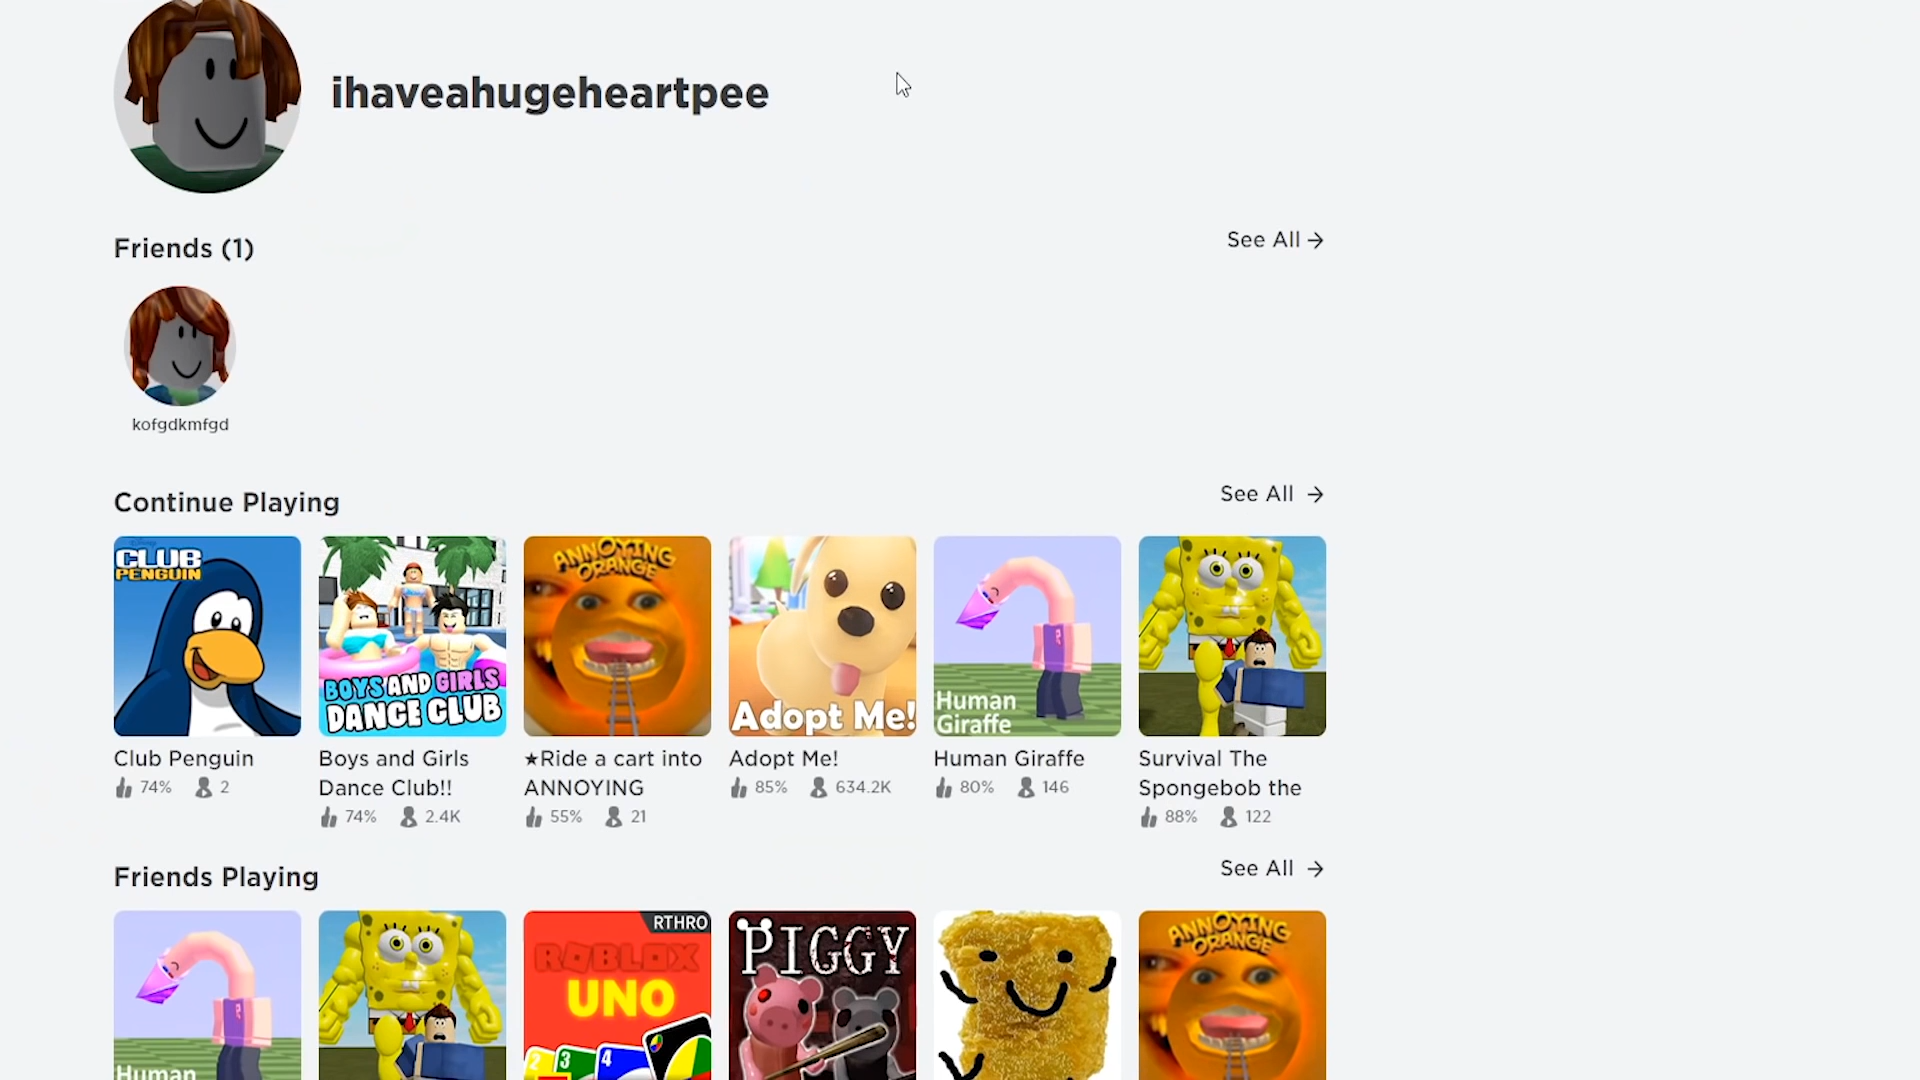 ihaveahugeheartpee
Friends (1)
See All →
kofgdkmfgd
Continue Playing
See All →
CLUB
PENGUIN
BOYS AND GIRLS
DANCE CLUB
ANNOYING
ORANGE
Adopt Me!
Human
Giraffe
Club Penguin
Boys and Girls
Dance Club!!
★Ride a cart into
ANNOYING
Adopt Me!
Human Giraffe
Survival The
Spongebob the
74% 2
74% 2.4K
55% 21
85% 634.2K
80% 146
88% 122
Friends Playing
See All →
Human
RTHRO
ROBLOX
UNO
2 3 4
PIGGY
ANNOYING
ORANGE